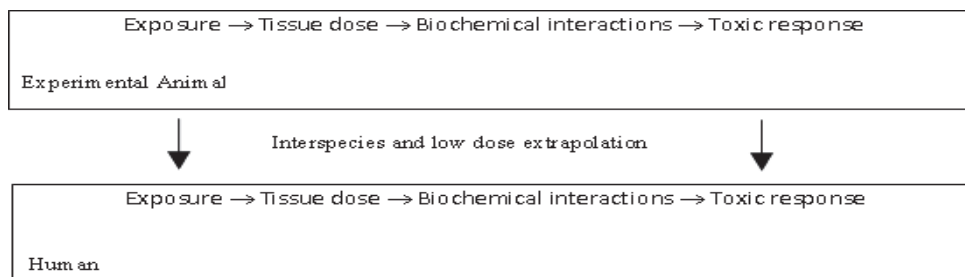 Exposure → Tissue dose → Biochemical interactions → Toxic response
Experimental Animal
Interspecies and low dose extrapolation
Exposure → Tissue dose → Biochemical interactions → Toxic response
Human